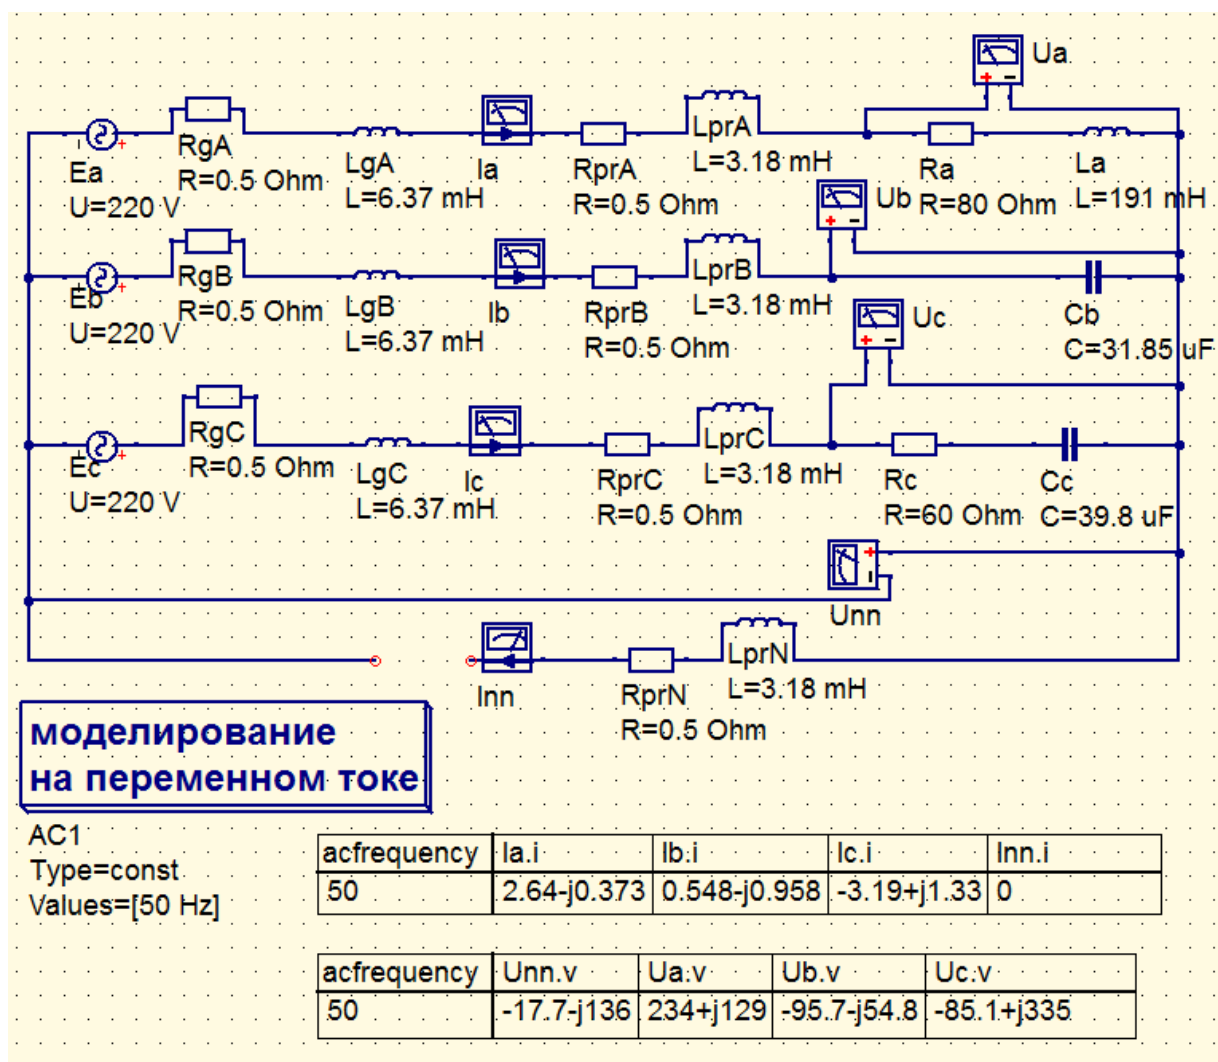 Ua
Ea
U=220 V
RgA
R=0.5 Ohm
LgA
L=6.37 mH
Ia
RprA
R=0.5 Ohm
LprA
L=3.18 mH
Ra
R=80 Ohm
La
L=191 mH
Ub
Eb
U=220 V
RgB
R=0.5 Ohm
LgB
L=6.37 mH
Ib
RprB
R=0.5 Ohm
LprB
L=3.18 mH
Cb
C=31.85 uF
Uc
Ec
U=220 V
RgC
R=0.5 Ohm
LgC
L=6.37 mH
Ic
RprC
R=0.5 Ohm
LprC
L=3.18 mH
Rc
R=60 Ohm
Cc
C=39.8 uF
Unn
Inn
RprN
R=0.5 Ohm
LprN
L=3.18 mH
моделирование
на переменном токе
AC1
Type=const
Values=[50 Hz]
acfrequency Ia.i Ib.i Ic.i Inn.i
50 2.64-j0.373 0.548-j0.958 -3.19+j1.33 0
acfrequency Unn.v Ua.v Ub.v Uc.v
50 -17.7-j136 234+j129 -95.7-j54.8 -85.1+j335